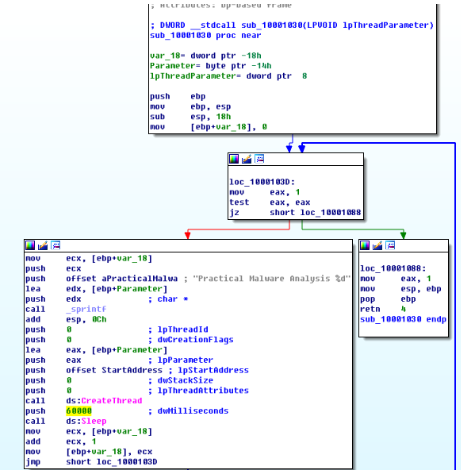 ; Attributes: bp-based frame
; DWORD __stdcall sub_10001030(LPVOID lpThreadParameter)
sub_10001030 proc near
var_18= dword ptr -18h
Parameter= byte ptr -14h
lpThreadParameter= dword ptr  8
push    ebp
mov     ebp, esp
sub     esp, 18h
mov     [ebp+var_18], 0
loc_1000103D:
mov     eax, 1
test    eax, eax
jz      short loc_10001088
mov     ecx, [ebp+var_18]
push    ecx
push    offset aPracticalMalwa ; "Practical Malware Analysis %d"
lea     edx, [ebp+Parameter]
push    edx             ; char *
call    _sprintf
add     esp, 0Ch
push    0               ; lpThreadId
push    0               ; dwCreationFlags
lea     eax, [ebp+Parameter]
push    eax             ; lpParameter
push    offset StartAddress ; lpStartAddress
push    0               ; dwStackSize
push    0               ; lpThreadAttributes
call    ds:CreateThread
push    60000           ; dwMilliseconds
call    ds:Sleep
mov     ecx, [ebp+var_18]
add     ecx, 1
mov     [ebp+var_18], ecx
jmp     short loc_1000103D
loc_10001088:
mov     eax, 1
mov     esp, ebp
pop     ebp
retn    4
sub_10001030 endp